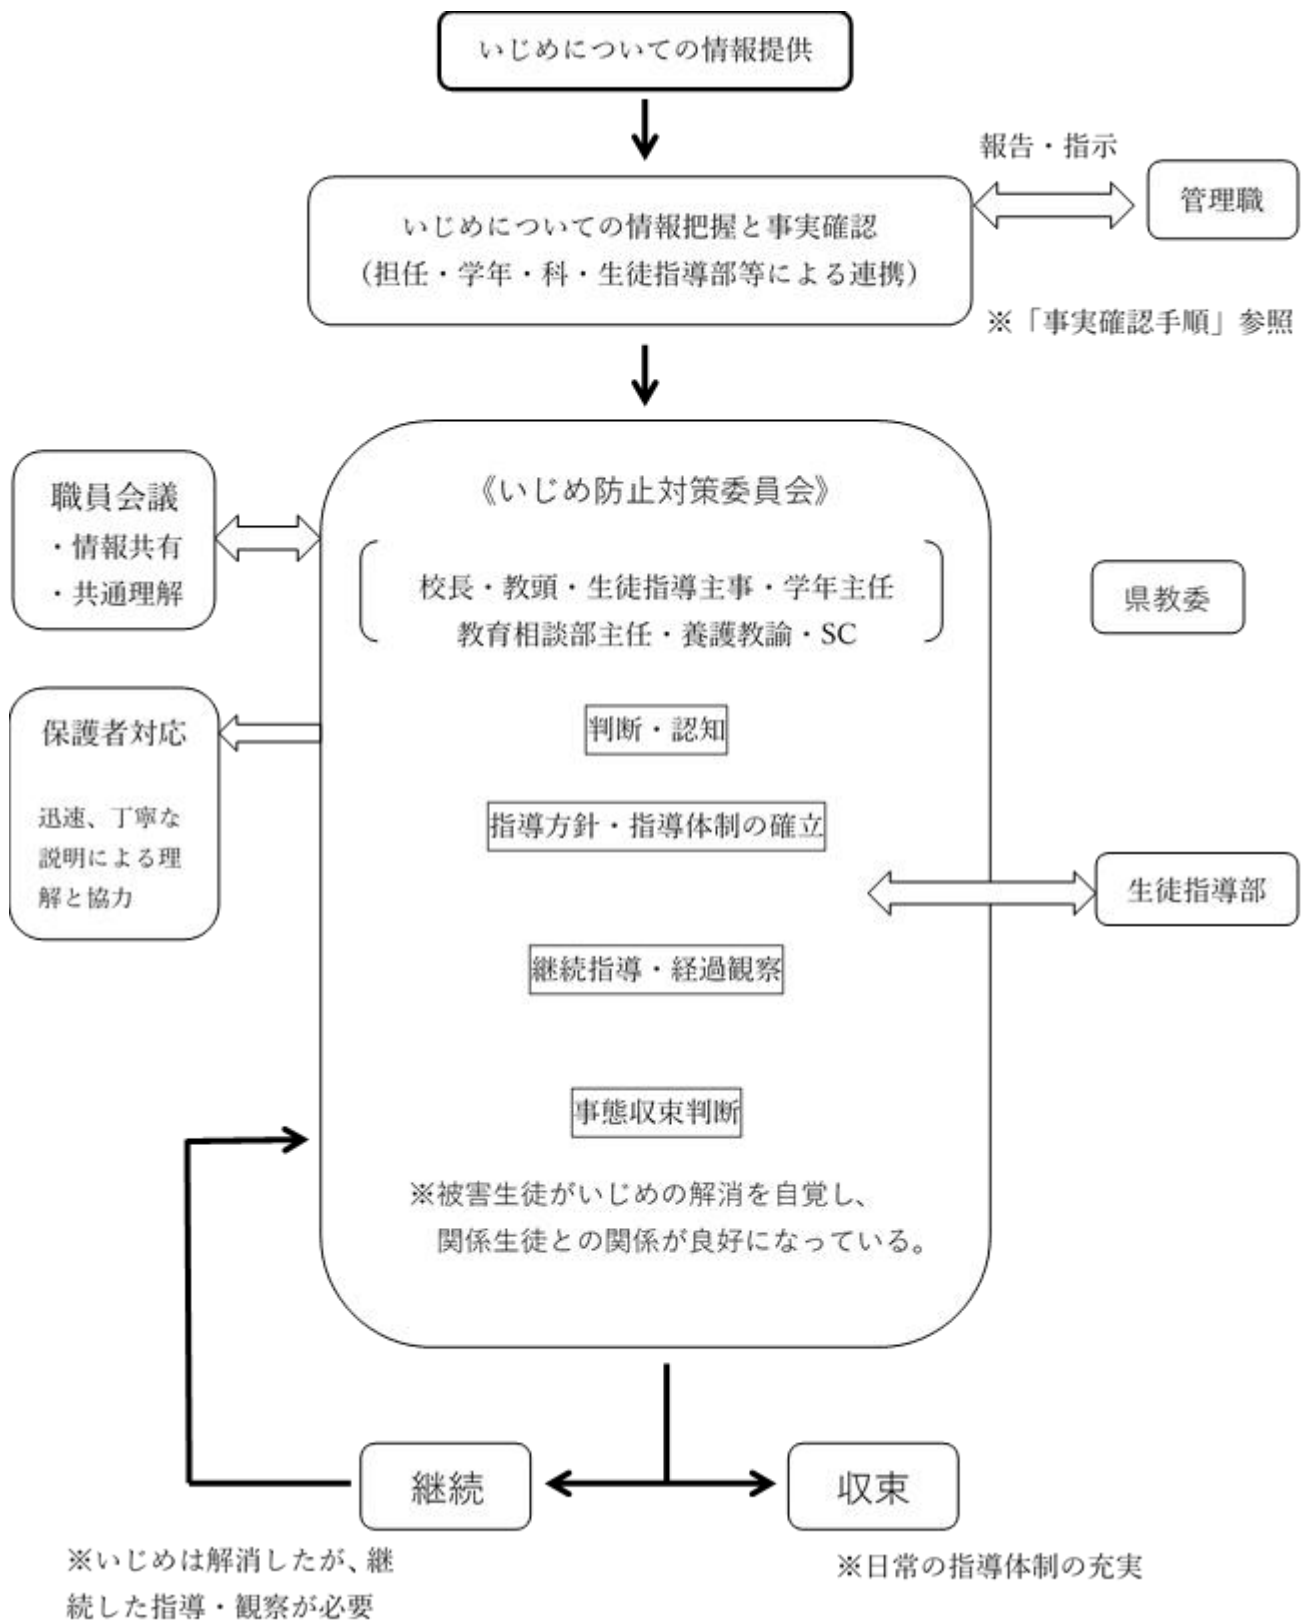 いじめについての情報提供
報告・指示
管理職
いじめについての情報把握と事実確認
（担任・学年・科・生徒指導部等による連携）
※「事実確認手順」参照
職員会議
・情報共有
・共通理解
《いじめ防止対策委員会》
校長・教頭・生徒指導主事・学年主任
教育相談部主任・養護教諭・SC
県教委
保護者対応
迅速、丁寧な
説明による理
解と協力
判断・認知
指導方針・指導体制の確立
生徒指導部
継続指導・経過観察
事態収束判断
※被害生徒がいじめの解消を自覚し、
関係生徒との関係が良好になっている。
継続
収束
※いじめは解消したが、継
続した指導・観察が必要
※日常の指導体制の充実